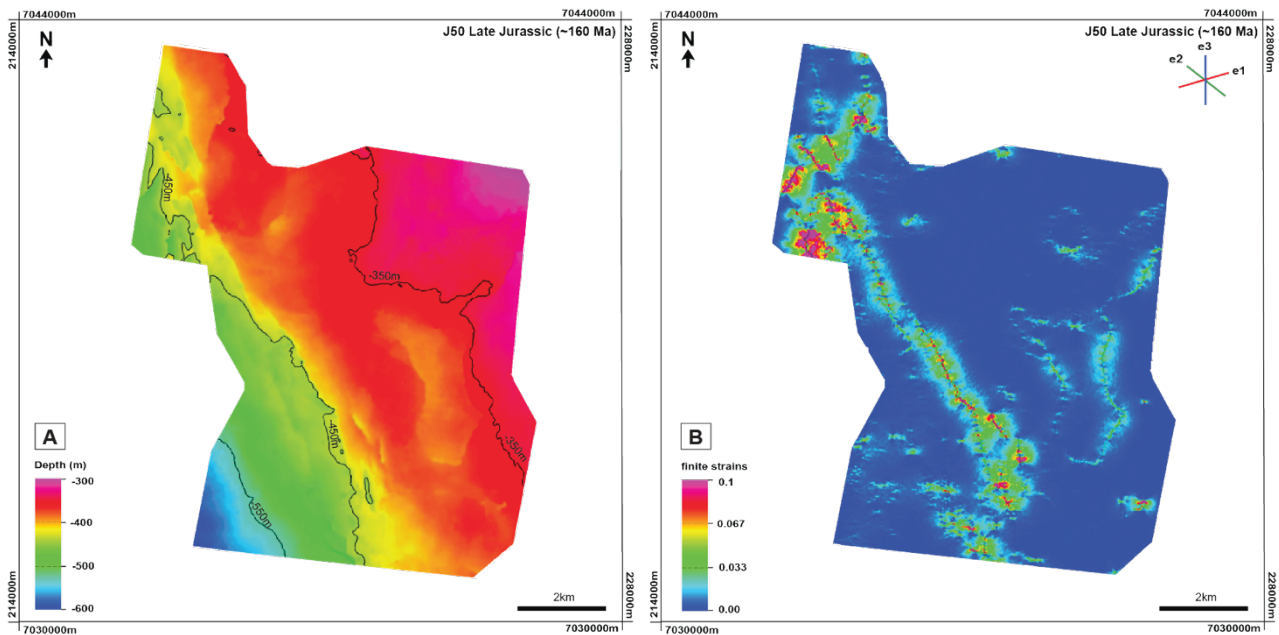 7044000m
7044000m
J50 Late Jurassic (~160 Ma)
214000m
228000m
N
-450m
-350m
-450m
-350m
-550m
A
Depth (m)
-300
-400
-500
-600
2km
214000m
228000m
7030000m
7030000m
7044000m
7044000m
J50 Late Jurassic (~160 Ma)
214000m
228000m
N
e3
e2
e1
B
finite strains
0.1
0.067
0.033
0.00
2km
214000m
228000m
7030000m
7030000m